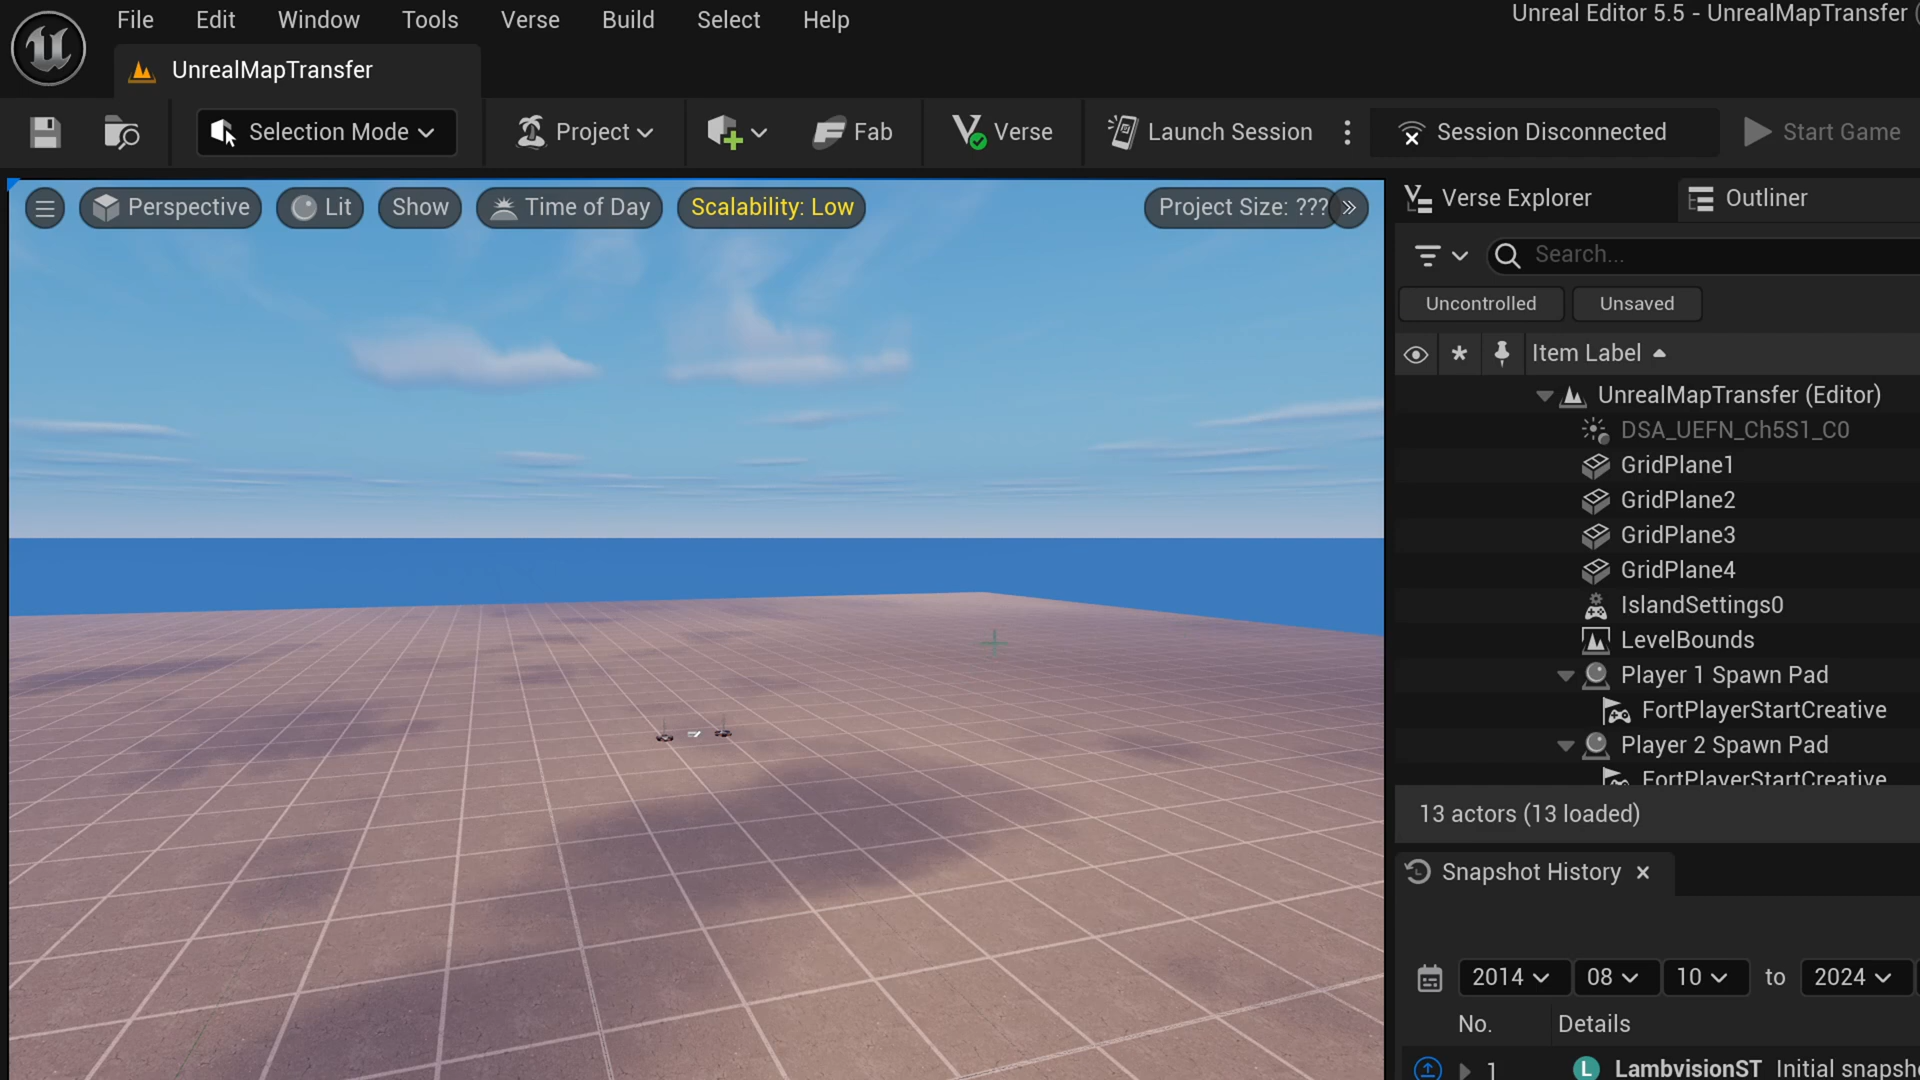 File Edit Window Tools Verse Build Select Help
Unreal Editor 5.5 - UnrealMapTransfer
UnrealMapTransfer
Selection Mode
Project
Fab
Verse
Launch Session
Session Disconnected
Start Game
Perspective
Lit
Show
Time of Day
Scalability: Low
Project Size: ???
Verse Explorer
Outliner
Search...
Uncontrolled
Unsaved
Item Label
UnrealMapTransfer (Editor)
DSA_UEFN_Ch5S1_C0
GridPlane1
GridPlane2
GridPlane3
GridPlane4
IslandSettings0
LevelBounds
Player 1 Spawn Pad
FortPlayerStartCreative
Player 2 Spawn Pad
FortPlayerStartCreative
13 actors (13 loaded)
Snapshot History
2014 08 10 to 2024
No. Details
1 L LambvisionST Initial snapsh